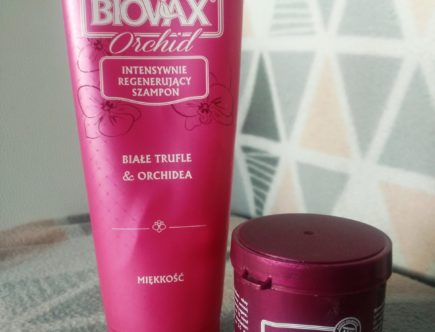 BIOVAX
Orchid
INTENSYWNIE
REGENERUJĄCY
SZAMPON
BIAŁE TRUFLE
& ORCHIDEA
MIĘKKOŚĆ